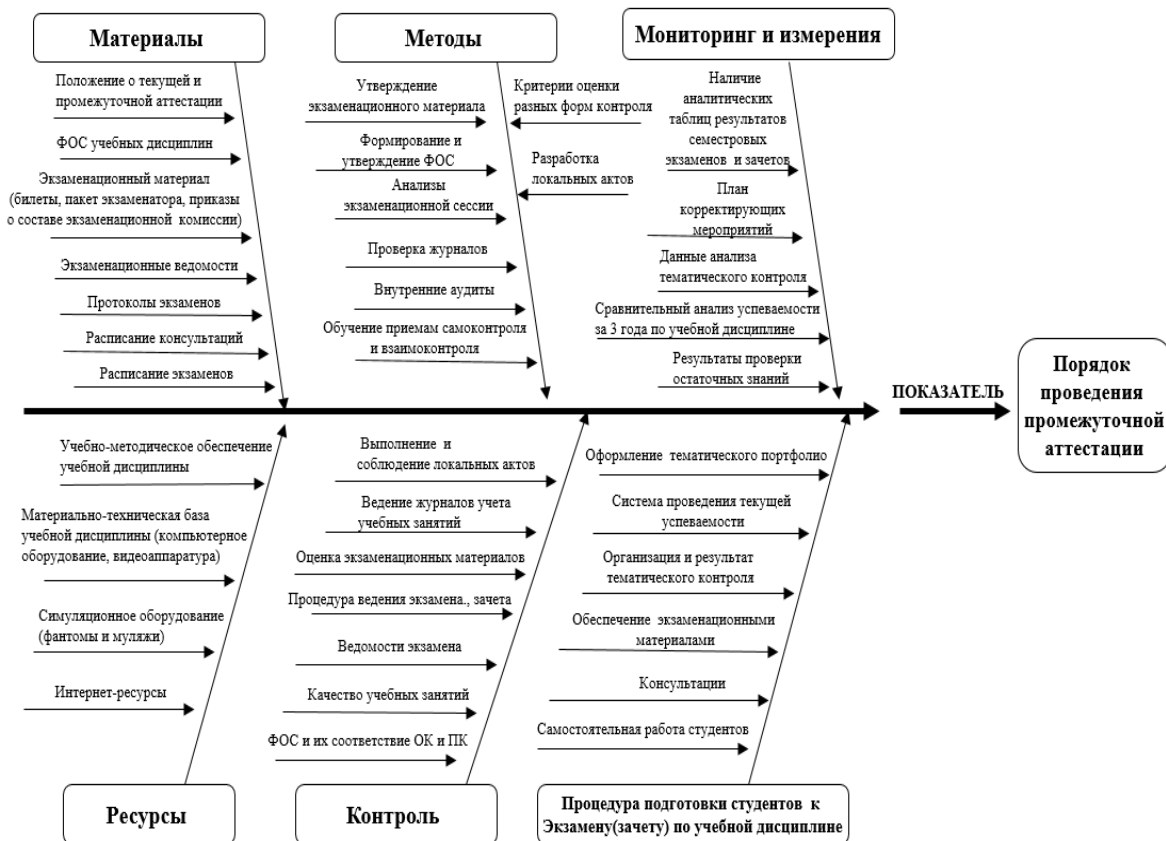 Материалы
Положение о текущей и
промежуточной аттестации
ФОС учебных дисциплин
Экзаменационный материал
(билеты, пакет экзаменатора, приказы
о составе экзаменационной комиссии)
Экзаменационные ведомости
Протоколы экзаменов
Расписание консультаций
Расписание экзаменов
Методы
Утверждение
экзаменационного материала
Формирование и
утверждение ФОС
Анализы
экзаменационной сессии
Проверка журналов
Внутренние аудиты
Обучение приемам самоконтроля
и взаимоконтроля
Критерии оценки
разных форм контроля
Разработка
локальных актов
Мониторинг и измерения
Наличие
аналитических
таблиц результатов
семестровых
экзаменов и зачетов
План
корректирующих
мероприятий
Данные анализа
тематического контроля
Сравнительный анализ успеваемости
за 3 года по учебной дисциплине
Результаты проверки
остаточных знаний
ПОКАЗАТЕЛЬ
Порядок
проведения
промежуточной
аттестации
Учебно-методическое обеспечение
учебной дисциплины
Материально-техническая база
учебной дисциплины (компьютерное
оборудование, видеоаппаратура)
Симуляционное оборудование
(фантомы и муляжи)
Интернет-ресурсы
Ресурсы
Выполнение и
соблюдение локальных актов
Ведение журналов учета
учебных занятий
Оценка экзаменационных материалов
Процедура ведения экзамена., зачета
Ведомости экзамена
Качество учебных занятий
ФОС и их соответствие ОК и ПК
Контроль
Оформление тематического портфолио
Система проведения текущей
успеваемости
Организация и результат
тематического контроля
Обеспечение экзаменационными
материалами
Консультации
Самостоятельная работа студентов
Процедура подготовки студентов к
Экзамену(зачету) по учебной дисциплине